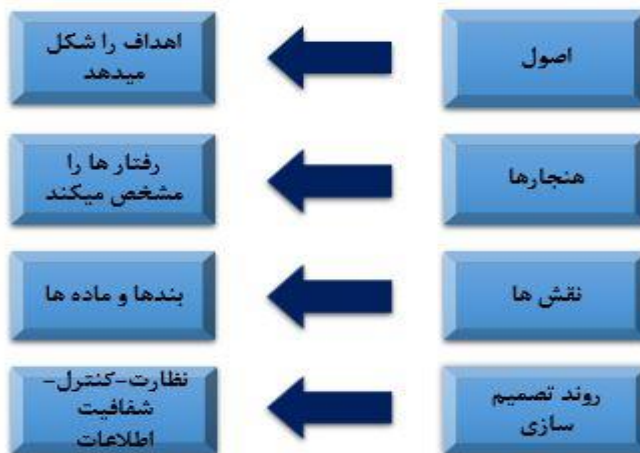 اصول
اهداف را شکل
میدهد
هنجارها
رفتار ها را
مشخص میکند
نقش ها
بندها و ماده ها
روند تصمیم
سازی
نظارت-کنترل-
شفافیت
اطلاعات